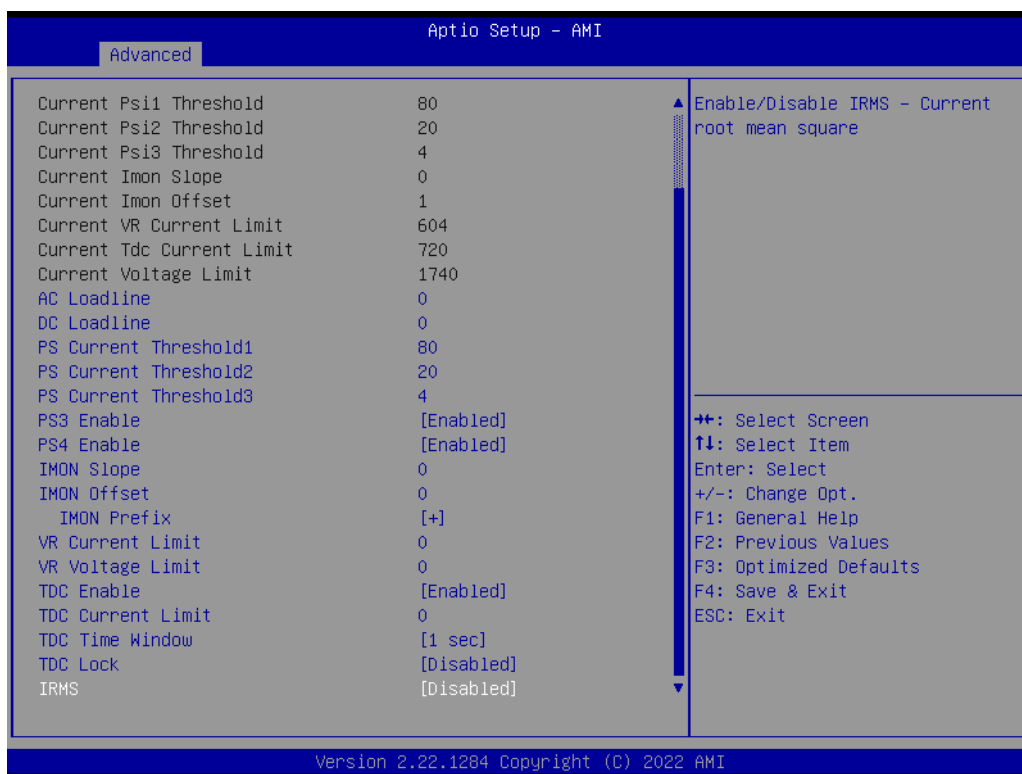 Aptio Setup – AMI
Advanced
Current Psi1 Threshold 80
Current Psi2 Threshold 20
Current Psi3 Threshold 4
Current Imon Slope 0
Current Imon Offset 1
Current VR Current Limit 604
Current Tdc Current Limit 720
Current Voltage Limit 1740
AC Loadline 0
DC Loadline 0
PS Current Threshold1 80
PS Current Threshold2 20
PS Current Threshold3 4
PS3 Enable [Enabled]
PS4 Enable [Enabled]
IMON Slope 0
IMON Offset 0
IMON Prefix [+]
VR Current Limit 0
VR Voltage Limit 0
TDC Enable [Enabled]
TDC Current Limit 0
TDC Time Window [1 sec]
TDC Lock [Disabled]
IRMS [Disabled]
Enable/Disable IRMS – Current
root mean square
→←: Select Screen
↑↓: Select Item
Enter: Select
+/-: Change Opt.
F1: General Help
F2: Previous Values
F3: Optimized Defaults
F4: Save & Exit
ESC: Exit
Version 2.22.1284 Copyright (C) 2022 AMI